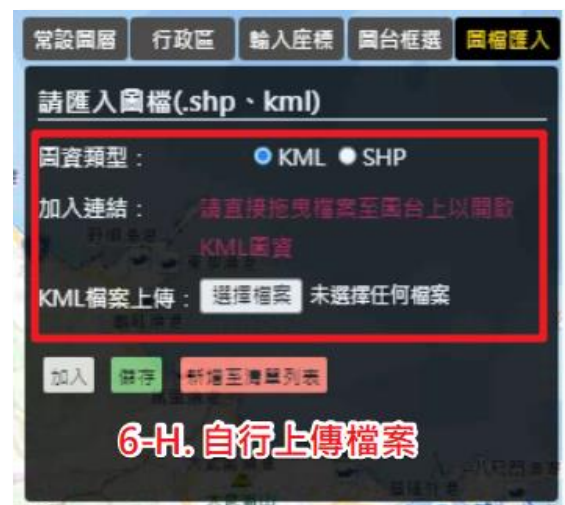 常設圖層 行政區 輸入座標 圖台框選 圖檔匯入
請匯入圖檔(.shp、kml)
圖資類型： KML SHP
加入連結： 請直接拖曳檔案至圖台上以開啟
KML圖資
KML檔案上傳： 選擇檔案 未選擇任何檔案
加入 儲存 新增至清單列表
6-H. 自行上傳檔案